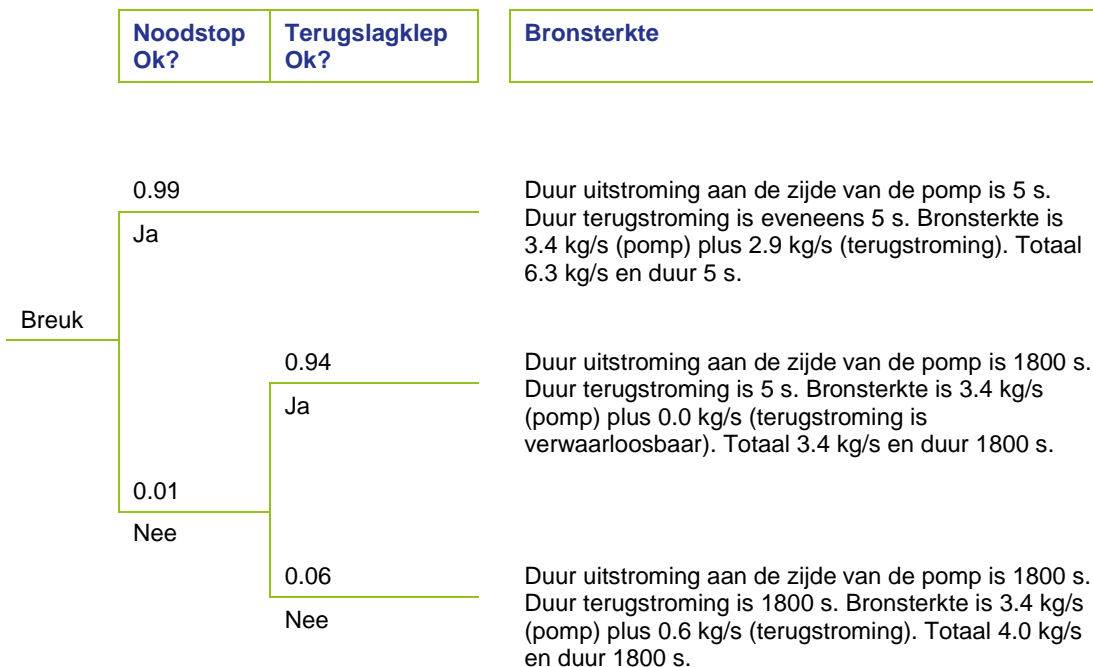 Noodstop Ok?
Terugslagklep Ok?
Bronsterkte
0.99
Ja
Duur uitstroming aan de zijde van de pomp is 5 s.
Duur terugstroming is eveneens 5 s. Bronsterkte is
3.4 kg/s (pomp) plus 2.9 kg/s (terugstroming). Totaal
6.3 kg/s en duur 5 s.
Breuk
0.94
Ja
Duur uitstroming aan de zijde van de pomp is 1800 s.
Duur terugstroming is 5 s. Bronsterkte is 3.4 kg/s
(pomp) plus 0.0 kg/s (terugstroming is
verwaarloosbaar). Totaal 3.4 kg/s en duur 1800 s.
0.01
Nee
0.06
Nee
Duur uitstroming aan de zijde van de pomp is 1800 s.
Duur terugstroming is 1800 s. Bronsterkte is 3.4 kg/s
(pomp) plus 0.6 kg/s (terugstroming). Totaal 4.0 kg/s
en duur 1800 s.